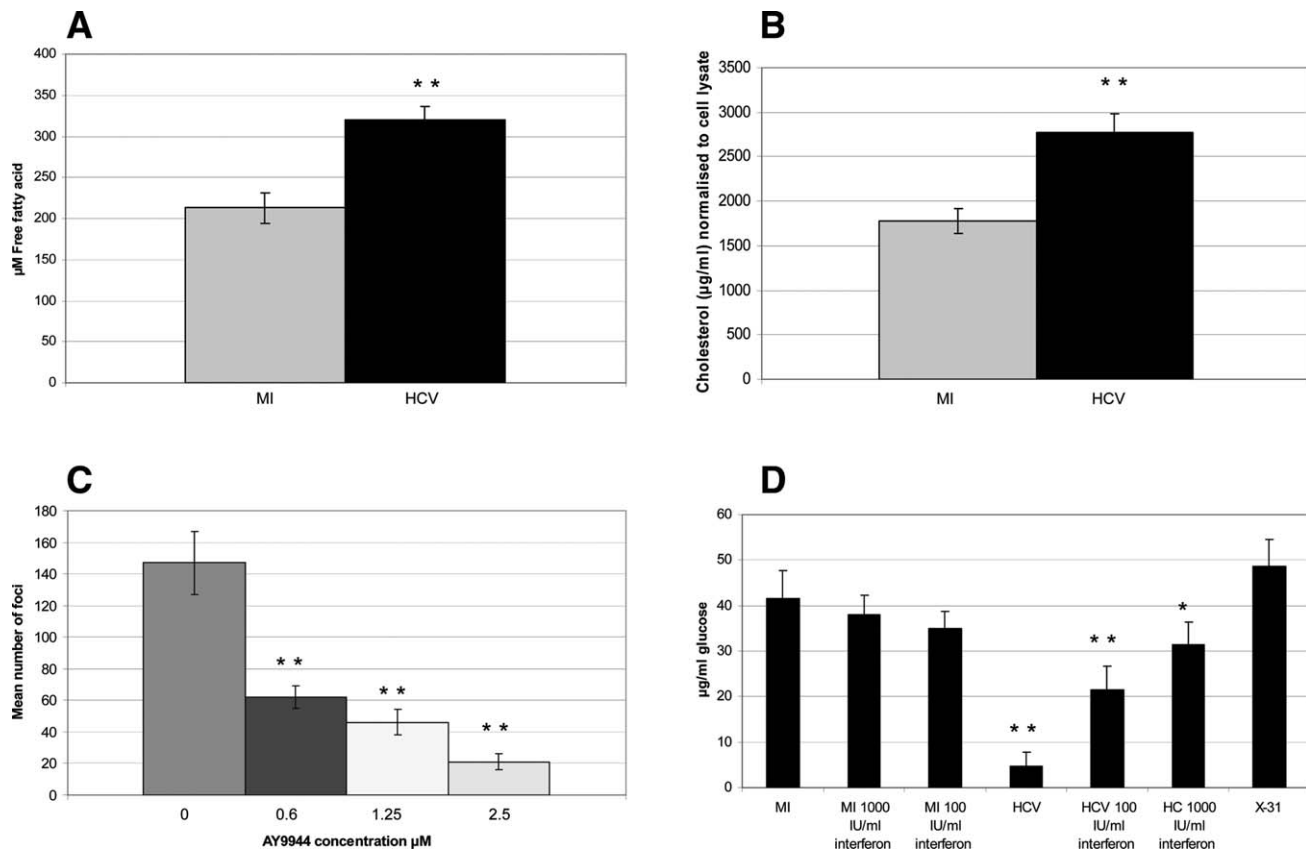 A
400
350
300
250
200
150
100
50
0
µM Free fatty acid
* *
MI HCV
B
3500
3000
2500
2000
1500
1000
500
0
Cholesterol (µg/ml) normalised to cell lysate
* *
MI HCV
C
180
160
140
120
100
80
60
40
20
0
Mean number of foci
* *
* *
* *
0 0.6 1.25 2.5
AY9944 concentration µM
D
60
50
40
30
20
10
0
µg/ml glucose
* *
* *
*
MI MI 1000 MI 100 HCV HCV 100 HC 1000 X-31
IU/ml IU/ml IU/ml IU/ml
interferon interferon interferon interferon